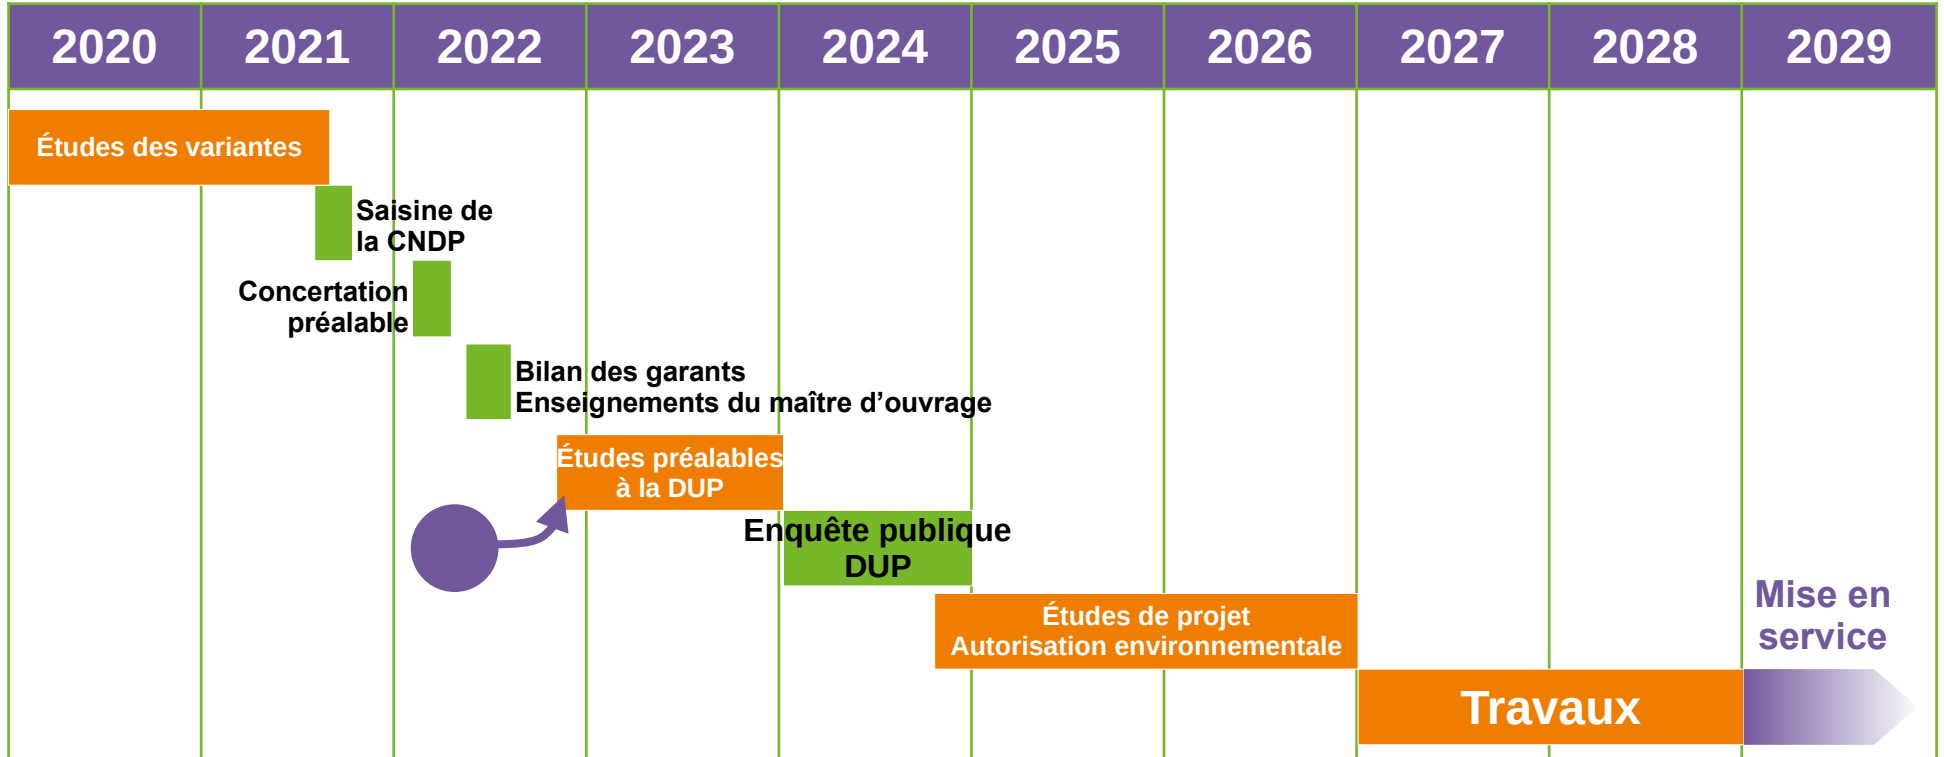 2020 2021 2022 2023 2024 2025 2026 2027 2028 2029
Études des variantes
Saisine de
la CNDP
Concertation
préalable
Bilan des garants
Enseignements du maître d’ouvrage
Études préalables
à la DUP
Enquête publique
DUP
Études de projet
Autorisation environnementale
Mise en
service
Travaux